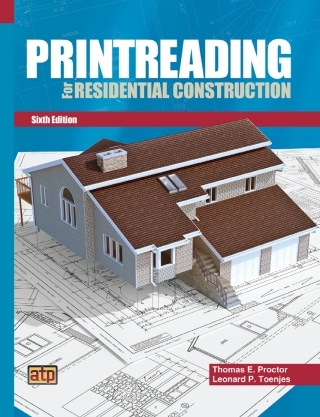 PRINTREADING
For RESIDENTIAL CONSTRUCTION
Sixth Edition
Thomas E. Proctor
Leonard P. Toenjes
atp